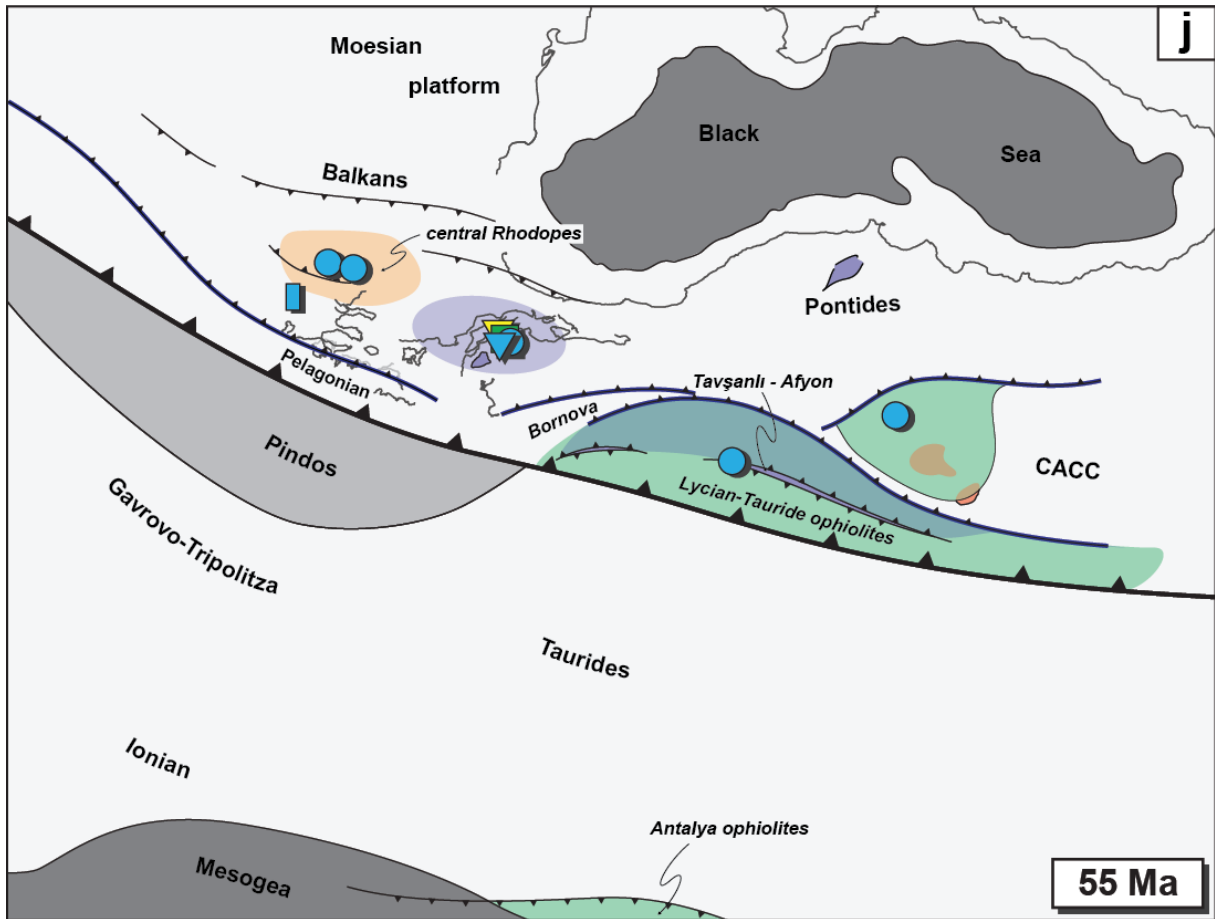 j
Moesian
platform
Black
Sea
Balkans
central Rhodopes
Pontides
Pelagonian
Tavşanlı - Afyon
Bornova
Pindos
CACC
Lycian-Tauride ophiolites
Gavrovo-Tripolitza
Taurides
Ionian
Antalya ophiolites
Mesogea
55 Ma